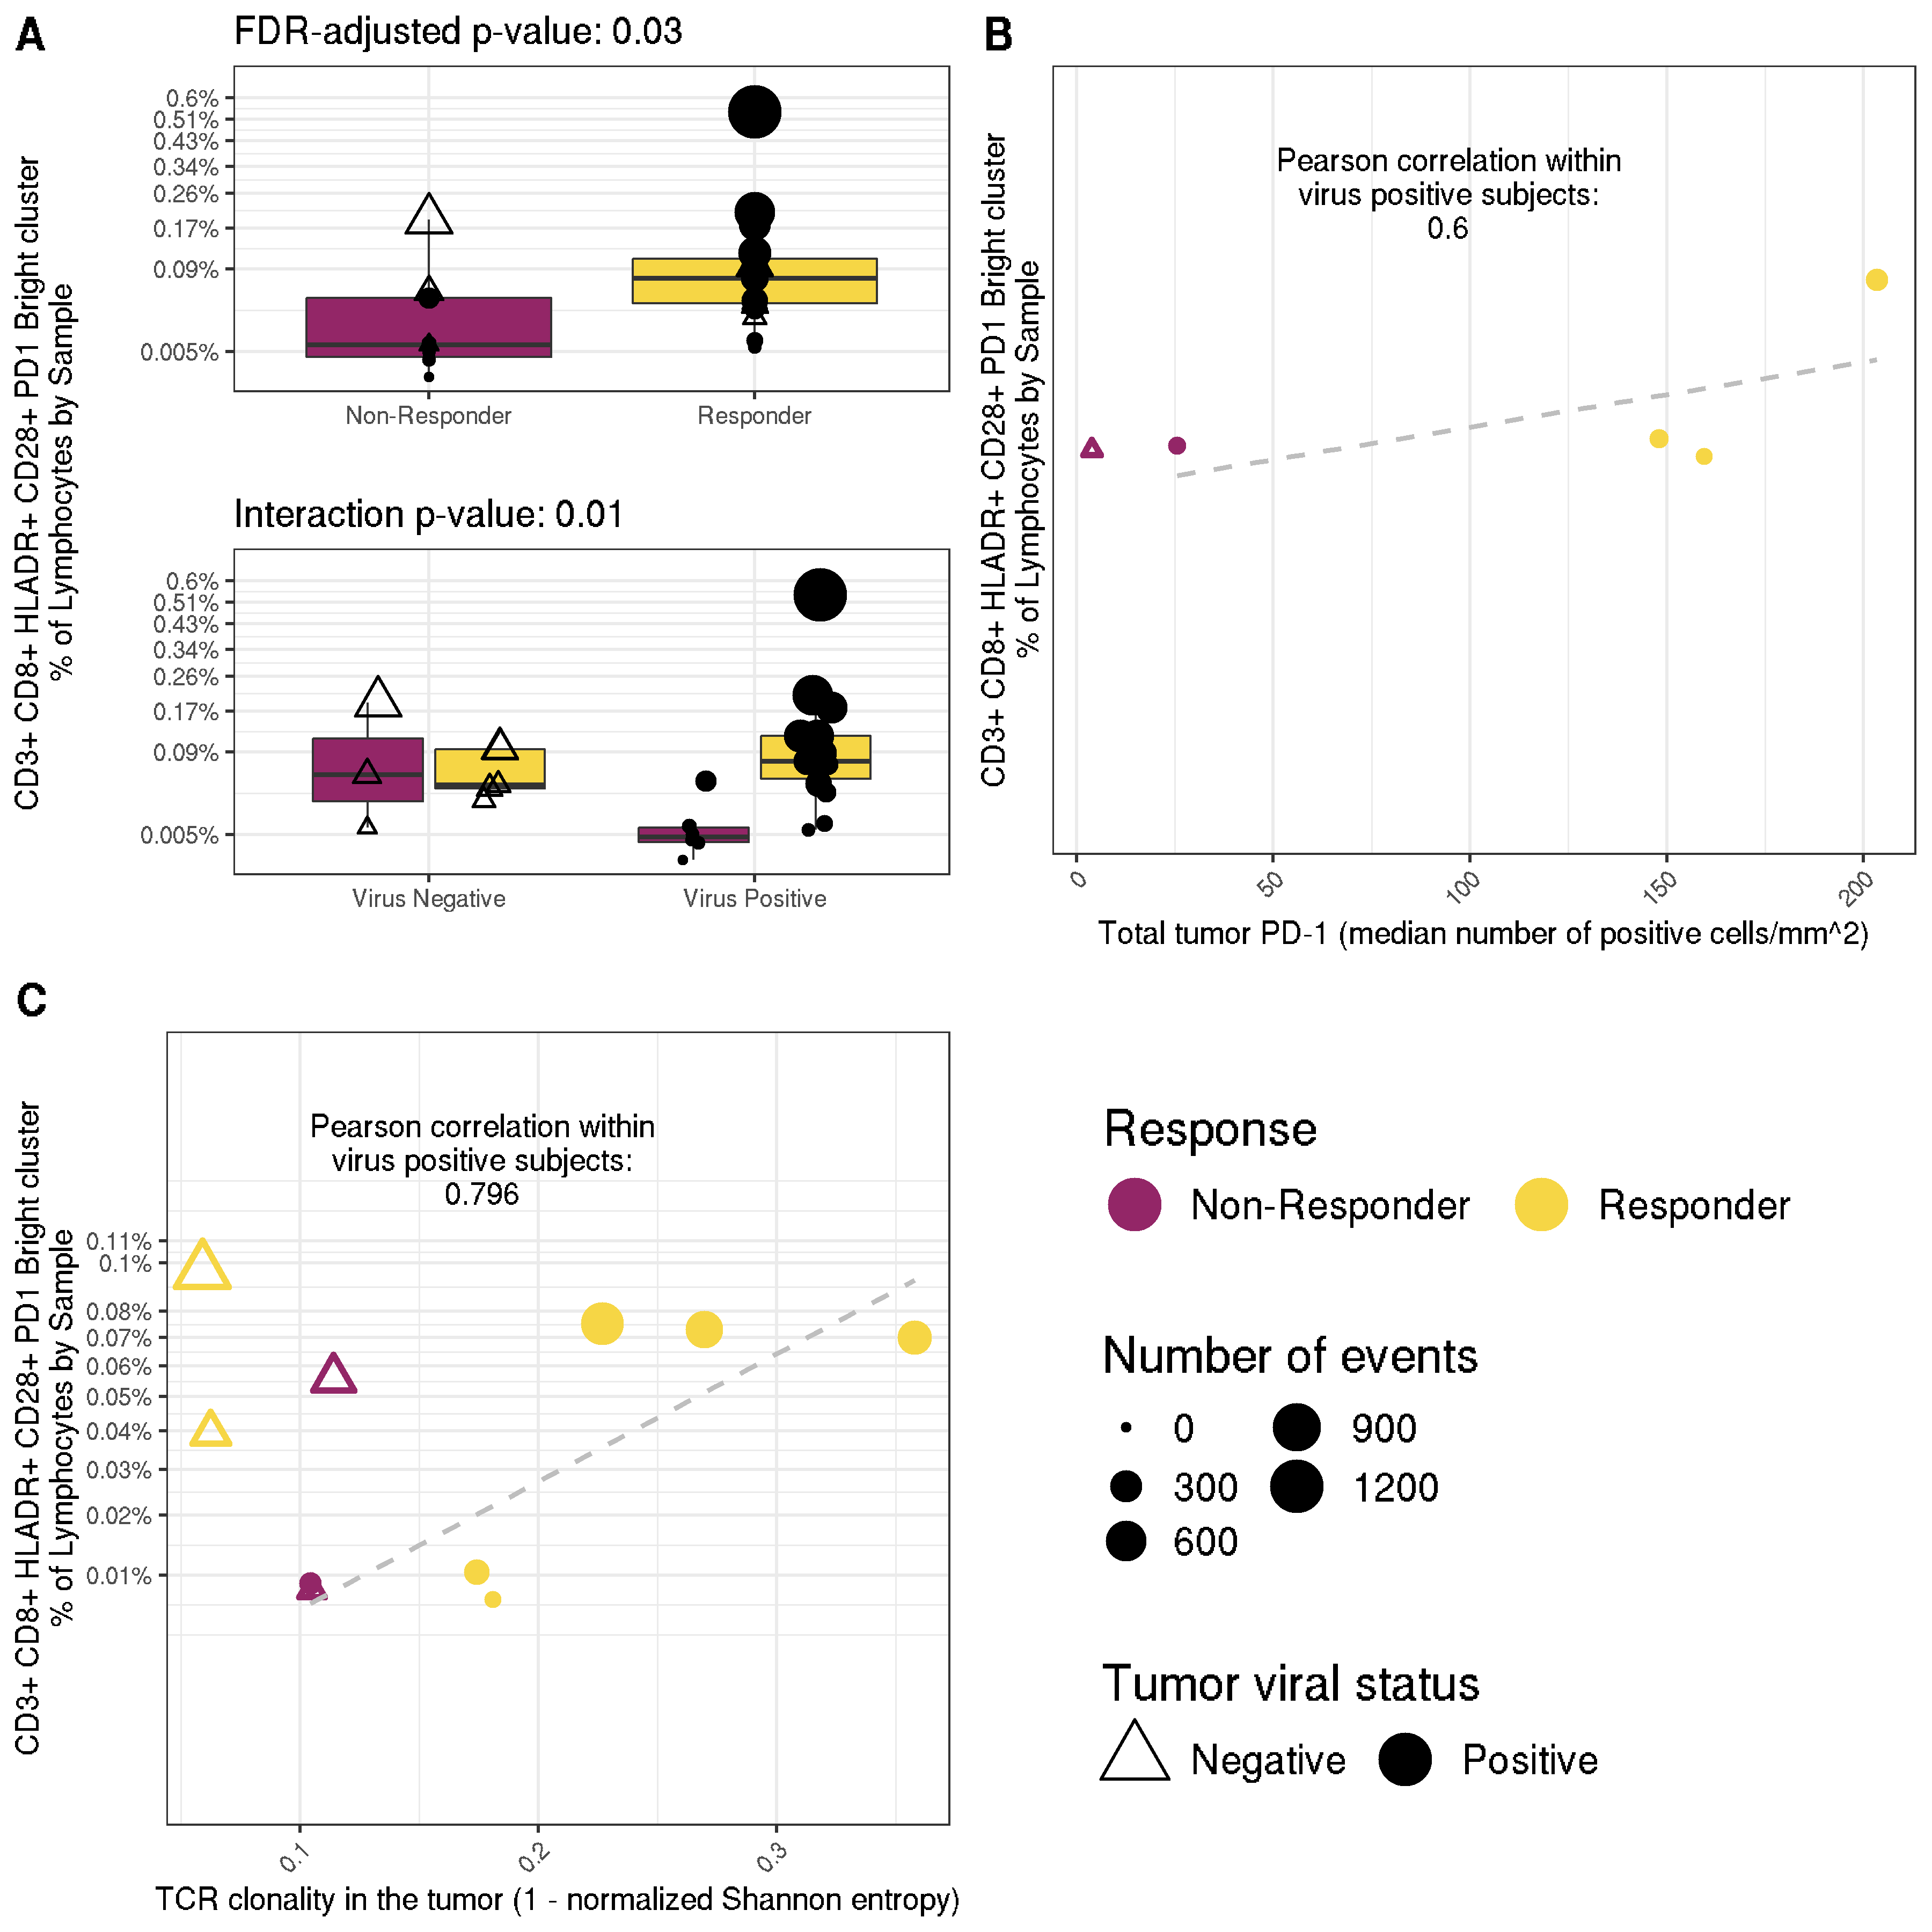 A
FDR-adjusted p-value: 0.03
CD3+ CD8+ HLADR+ CD28+ PD1 Bright cluster
% of Lymphocytes by Sample
0.6%
0.51%
0.43%
0.34%
0.26%
0.17%
0.09%
0.005%
Non-Responder
Responder
Interaction p-value: 0.01
0.6%
0.51%
0.43%
0.34%
0.26%
0.17%
0.09%
0.005%
Virus Negative
Virus Positive
B
CD3+ CD8+ HLADR+ CD28+ PD1 Bright cluster
% of Lymphocytes by Sample
Pearson correlation within
virus positive subjects:
0.6
0
50
100
150
200
Total tumor PD-1 (median number of positive cells/mm^2)
C
CD3+ CD8+ HLADR+ CD28+ PD1 Bright cluster
% of Lymphocytes by Sample
Pearson correlation within
virus positive subjects:
0.796
0.11%
0.1%
0.08%
0.07%
0.06%
0.05%
0.04%
0.03%
0.02%
0.01%
0.1
0.2
0.3
TCR clonality in the tumor (1 - normalized Shannon entropy)
Response
Non-Responder
Responder
Number of events
0
900
300
1200
600
Tumor viral status
Negative
Positive